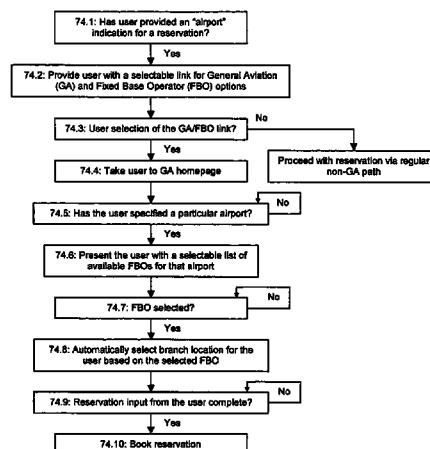 74.1: Has user provided an "airport"
indication for a reservation?
Yes
74.2: Provide user with a selectable link for General Aviation
(GA) and Fixed Base Operator (FBO) options
No
74.3: User selection of the GA/FBO link?
Yes
Proceed with reservation via regular
non-GA path
74.4: Take user to GA homepage
74.5: Has the user specified a particular airport?
No
Yes
74.6: Present the user with a selectable list of
available FBOs for that airport
74.7: FBO selected?
No
Yes
74.8: Automatically select branch location for the
user based on the selected FBO
74.9: Reservation input from the user complete?
No
Yes
74.10: Book reservation